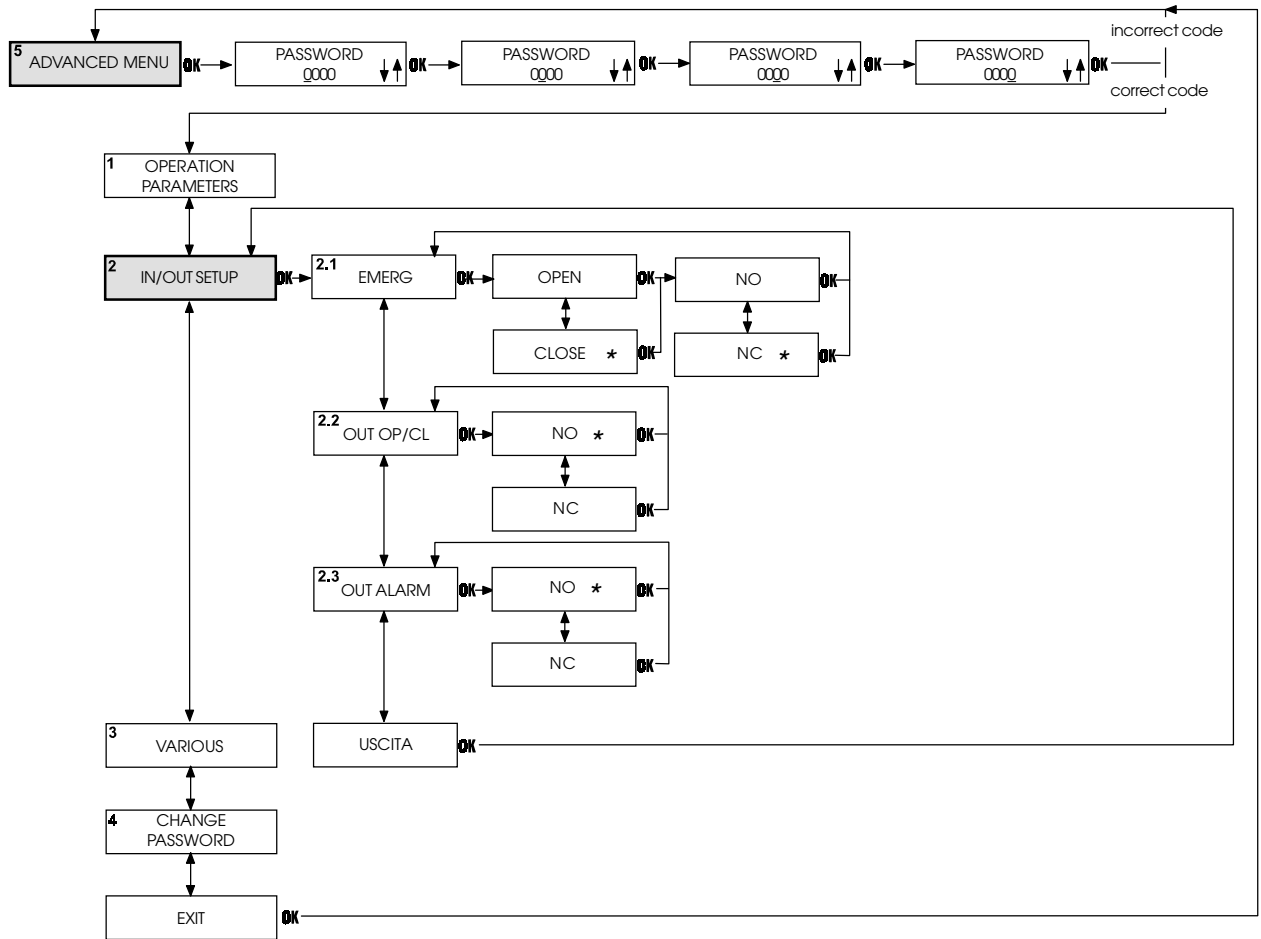 incorrect code
5 ADVANCED MENU OK PASSWORD 0000 OK PASSWORD 0000 OK PASSWORD 0000 OK PASSWORD 0000 OK
correct code
1 OPERATION
PARAMETERS
2 IN/OUT SETUP OK 2.1 EMERG OK OPEN OK NO OK
CLOSE * OK NC * OK
2.2 OUT OP/CL OK NO * OK
NC OK
2.3 OUT ALARM OK NO * OK
NC OK
3 VARIOUS USCITA OK
4 CHANGE
PASSWORD
EXIT OK